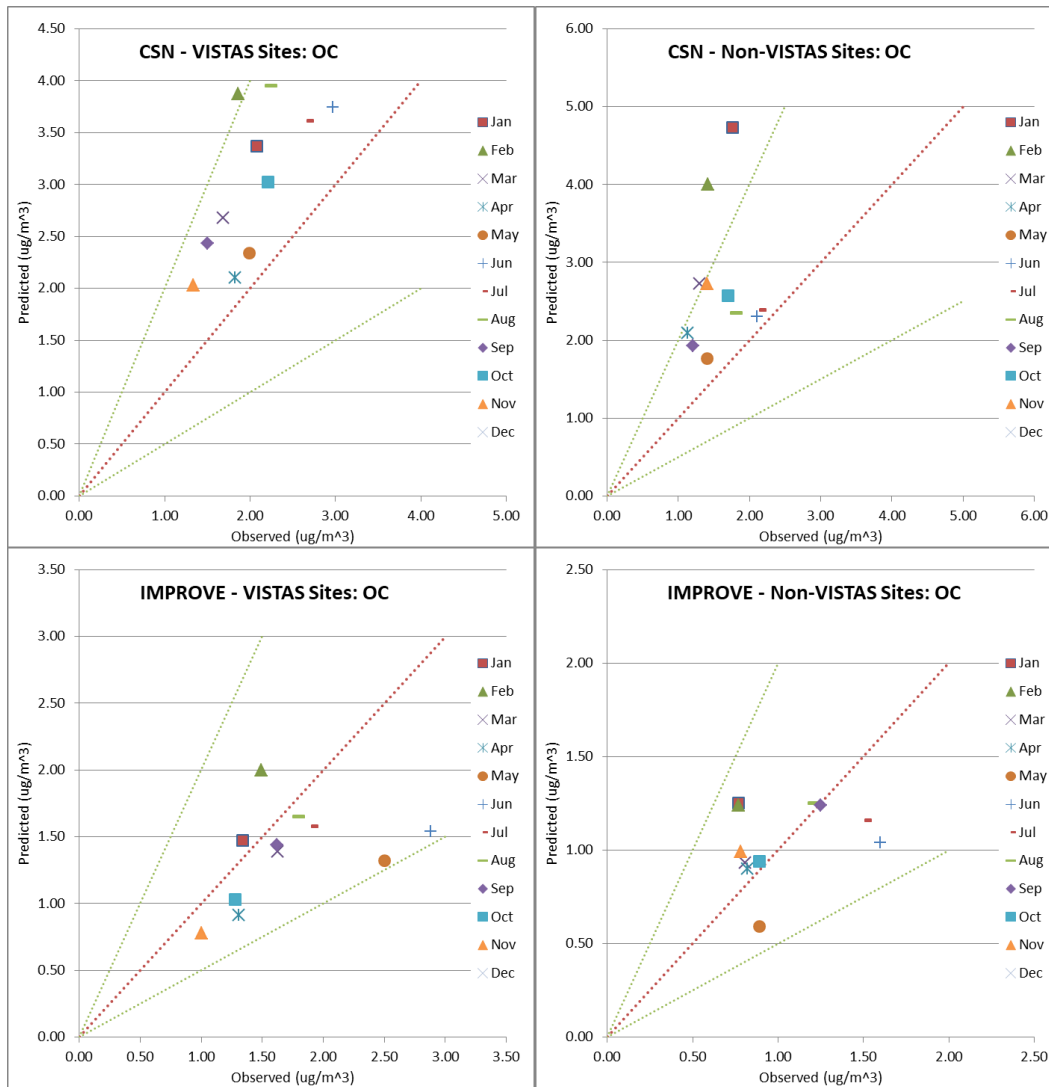 CSN - VISTAS Sites: OC
Predicted (ug/m^3)
4.50
4.00
3.50
3.00
2.50
2.00
1.50
1.00
0.50
0.00
0.00 1.00 2.00 3.00 4.00 5.00
Observed (ug/m^3)
Jan
Feb
Mar
Apr
May
Jun
Jul
Aug
Sep
Oct
Nov
Dec
CSN - Non-VISTAS Sites: OC
Predicted (ug/m^3)
6.00
5.00
4.00
3.00
2.00
1.00
0.00
0.00 1.00 2.00 3.00 4.00 5.00 6.00
Observed (ug/m^3)
Jan
Feb
Mar
Apr
May
Jun
Jul
Aug
Sep
Oct
Nov
Dec
IMPROVE - VISTAS Sites: OC
Predicted (ug/m^3)
3.50
3.00
2.50
2.00
1.50
1.00
0.50
0.00
0.00 0.50 1.00 1.50 2.00 2.50 3.00 3.50
Observed (ug/m^3)
Jan
Feb
Mar
Apr
May
Jun
Jul
Aug
Sep
Oct
Nov
Dec
IMPROVE - Non-VISTAS Sites: OC
Predicted (ug/m^3)
2.50
2.00
1.50
1.00
0.50
0.00
0.00 0.50 1.00 1.50 2.00 2.50
Observed (ug/m^3)
Jan
Feb
Mar
Apr
May
Jun
Jul
Aug
Sep
Oct
Nov
Dec